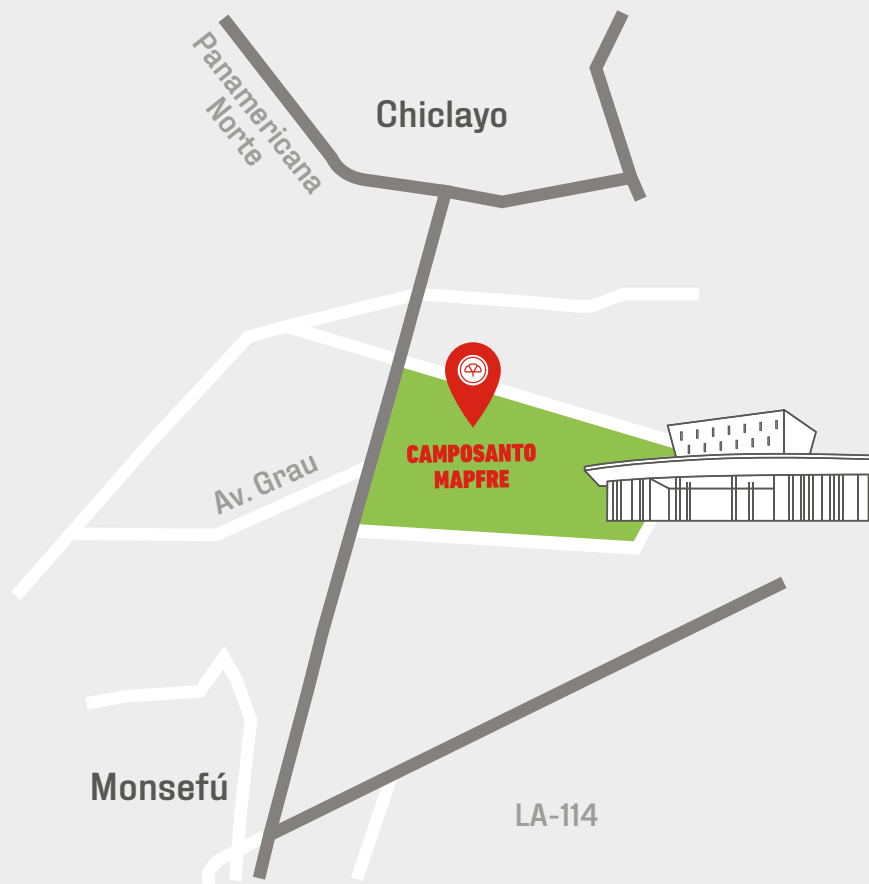 Panamericana
Norte
Chiclayo
CAMPOSANTO
MAPFRE
Av. Grau
Monsefú
LA-114